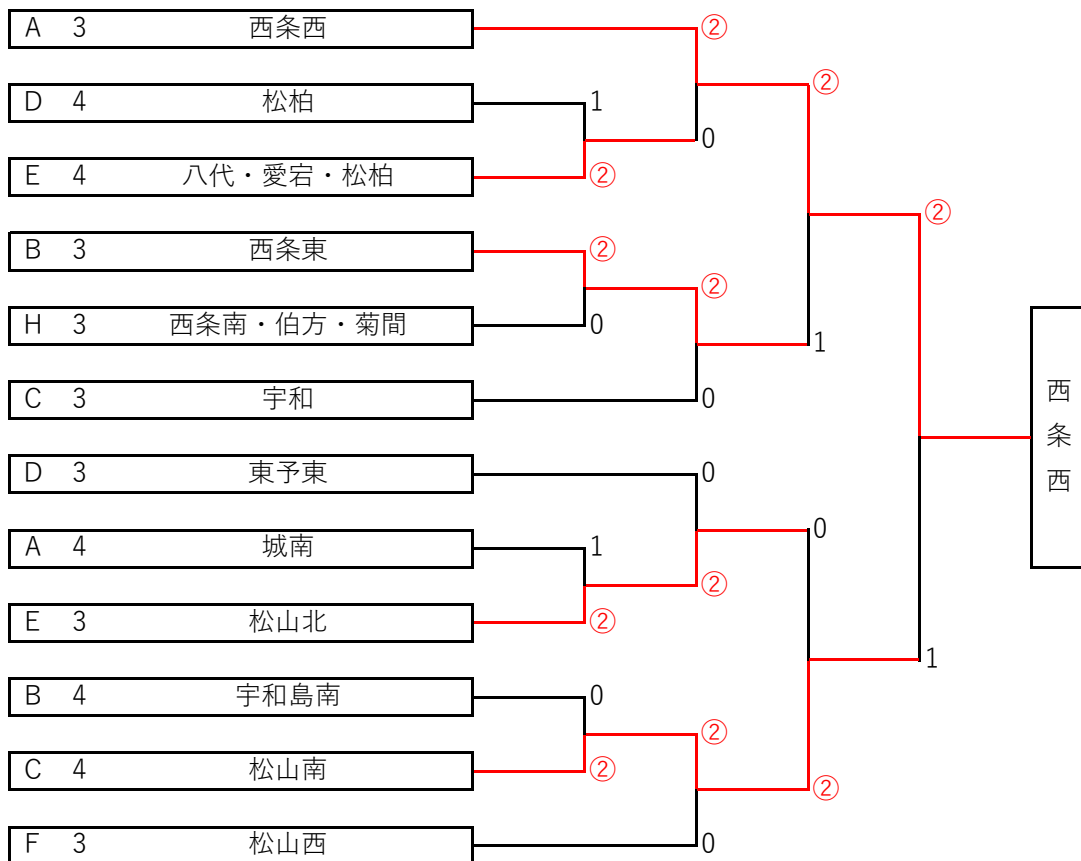 A 3 西条西 ②
②
D 4 松柏 1
0
E 4 八代・愛宕・松柏 ②
②
B 3 西条東 ②
②
H 3 西条南・伯方・菊間 0
1
C 3 宇和 0
西条西
D 3 東予東 0
0
A 4 城南 1
②
E 3 松山北 ②
1
B 4 宇和島南 0
②
C 4 松山南 ②
②
F 3 松山西 0